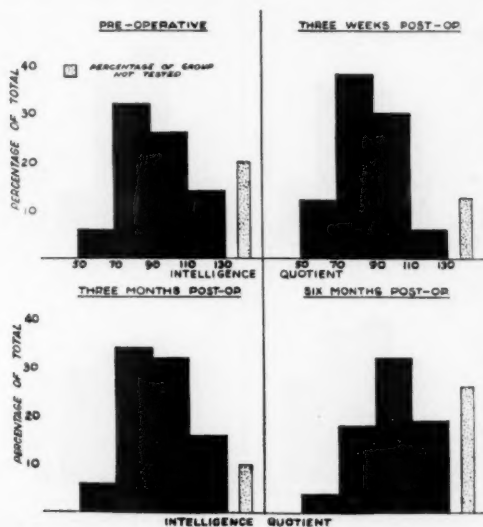 PRE-OPERATIVE
THREE WEEKS POST-OP
PERCENTAGE OF GROUP
NOT TESTED
PERCENTAGE OF TOTAL
40
30
20
10
50 70 90 110 130
50 70 90 110 130
INTELLIGENCE QUOTIENT
THREE MONTHS POST-OP
SIX MONTHS POST-OP
PERCENTAGE OF TOTAL
40
30
20
10
INTELLIGENCE QUOTIENT